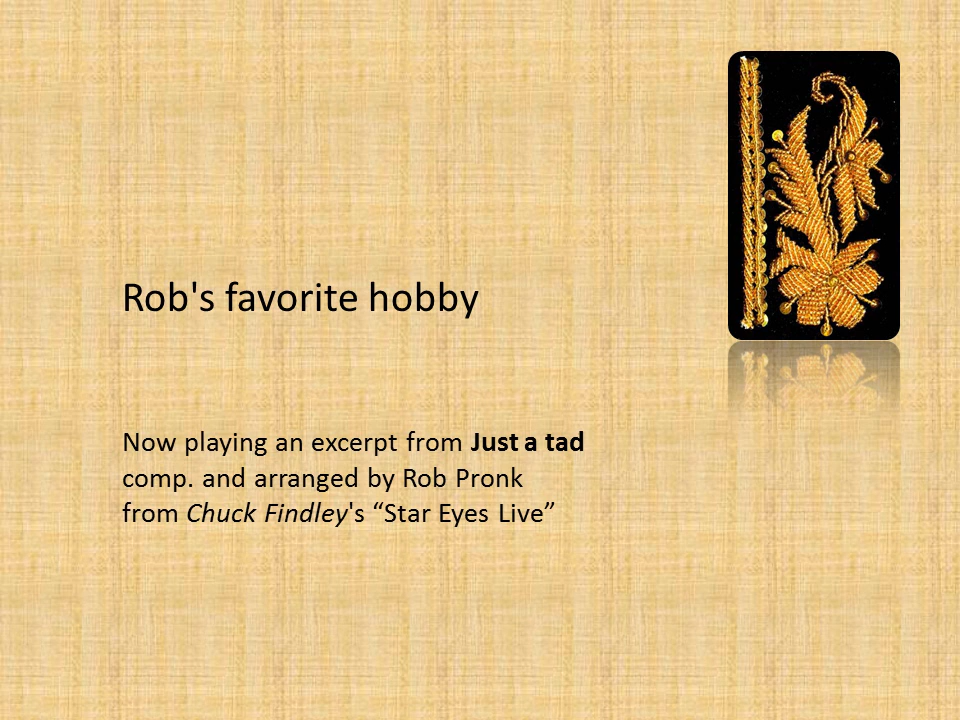 Rob's favorite hobby
Now playing an excerpt from Just a tad
comp. and arranged by Rob Pronk
from Chuck Findley's “Star Eyes Live”